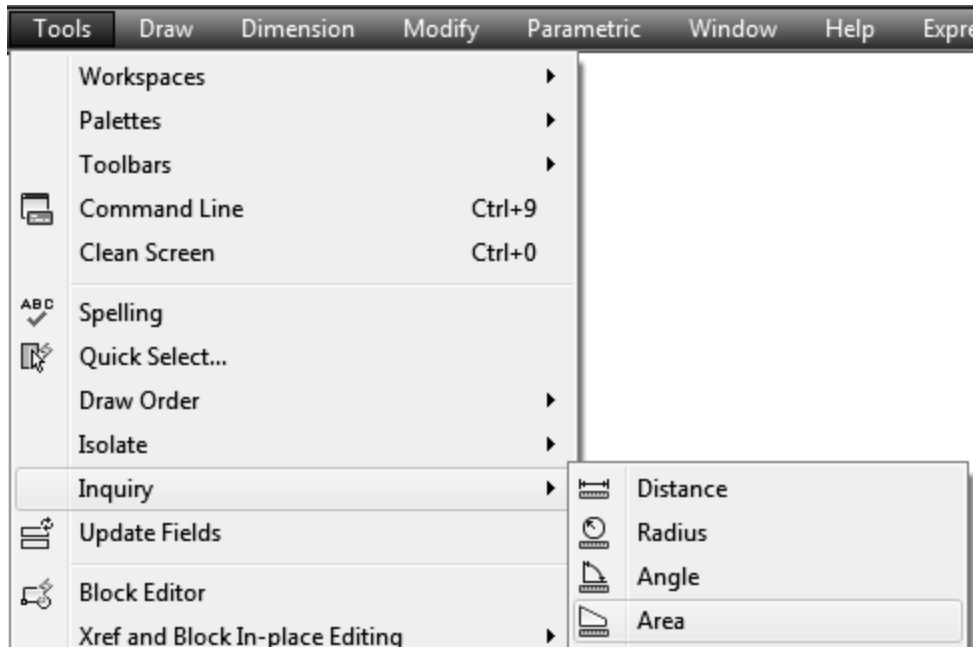 Tools Draw Dimension Modify Parametric Window Help Expre
Workspaces
Palettes
Toolbars
Command Line Ctrl+9
Clean Screen Ctrl+0
ABC Spelling
Quick Select...
Draw Order
Isolate
Inquiry Distance
Update Fields Radius
Angle
Block Editor Area
Xref and Block In-place Editing